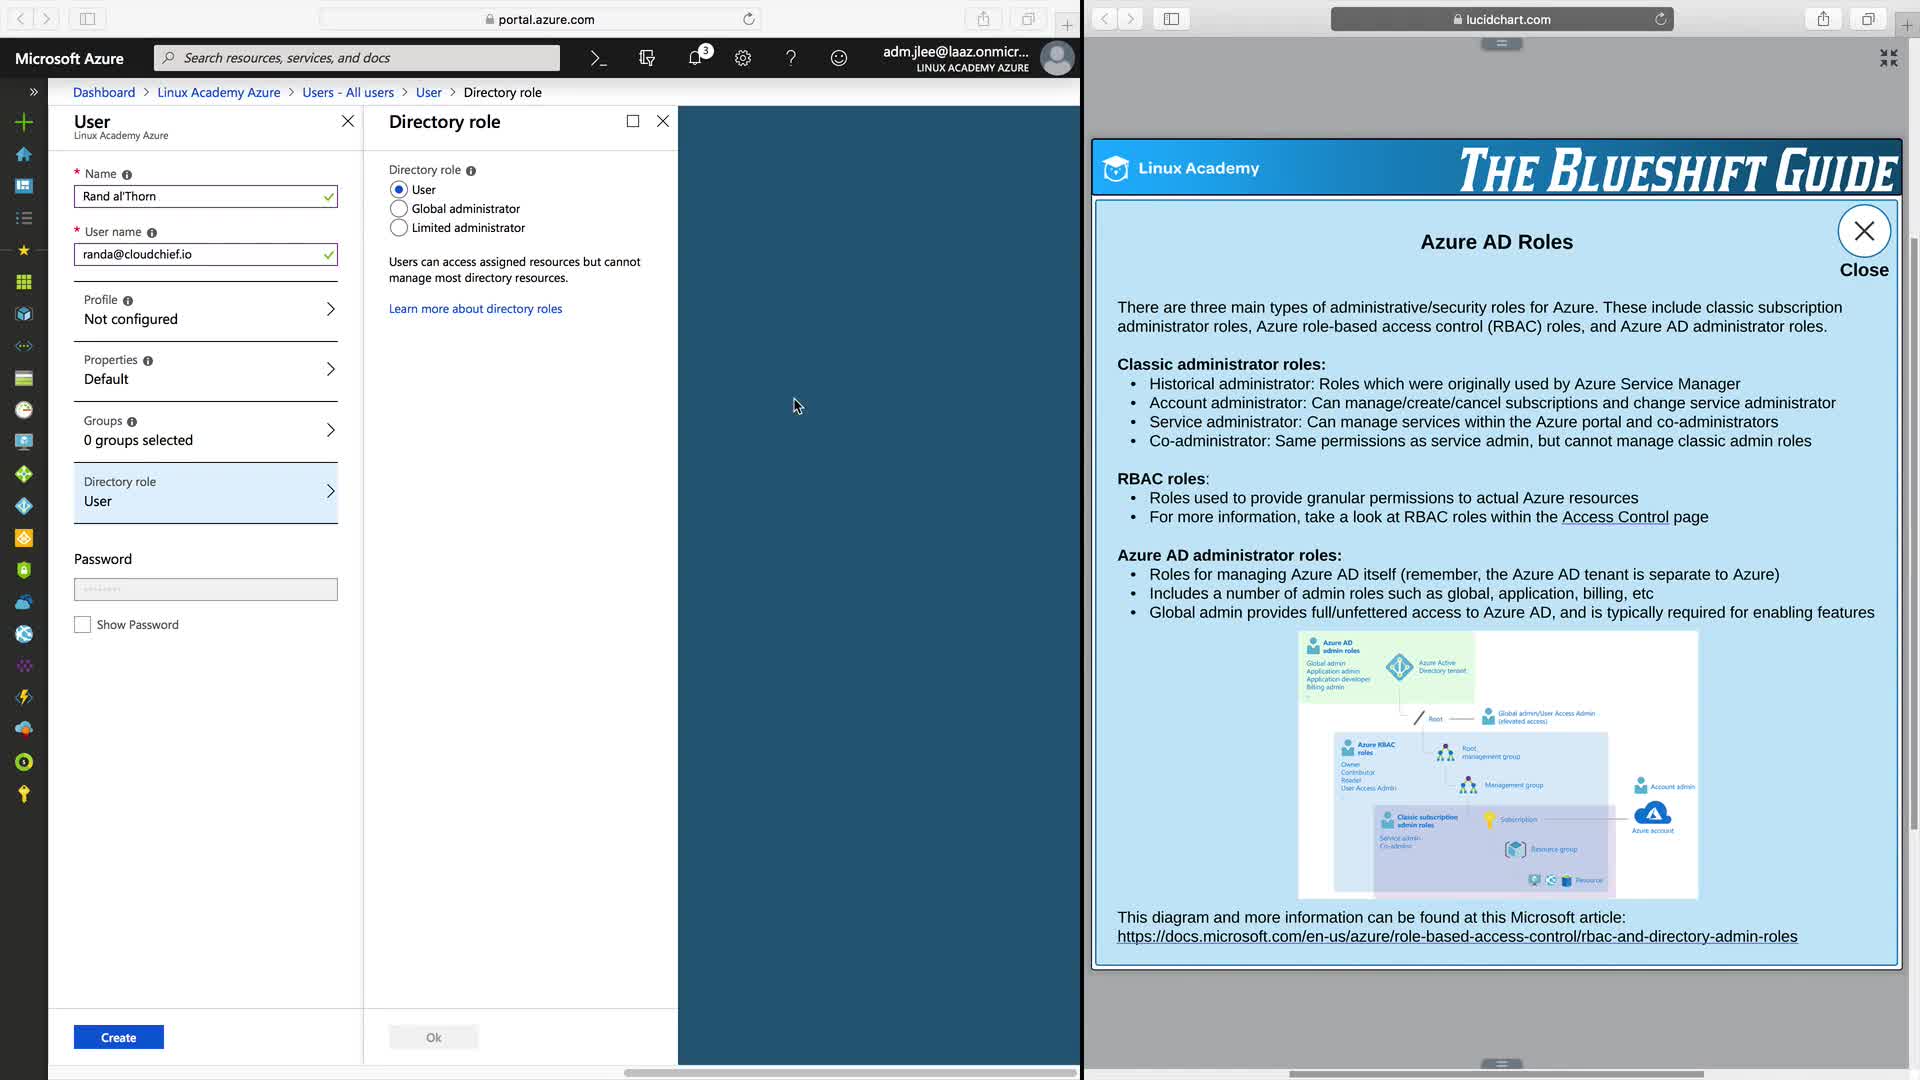 portal.azure.com
Microsoft Azure
Search resources, services, and docs
3
adm.jlee@laaz.onmicr...
LINUX ACADEMY AZURE
Dashboard > Linux Academy Azure > Users - All users > User > Directory role
User
Linux Academy Azure
* Name
Rand al'Thorn
* User name
randa@cloudchief.io
Profile
Not configured
Properties
Default
Groups
0 groups selected
Directory role
User
Password
Show Password
Create
Directory role
Directory role
User
Global administrator
Limited administrator
Users can access assigned resources but cannot
manage most directory resources.
Learn more about directory roles
Ok
lucidchart.com
Linux Academy
THE BLUESHIFT GUIDE
Close
Azure AD Roles
There are three main types of administrative/security roles for Azure. These include classic subscription
administrator roles, Azure role-based access control (RBAC) roles, and Azure AD administrator roles.
Classic administrator roles:
• Historical administrator: Roles which were originally used by Azure Service Manager
• Account administrator: Can manage/create/cancel subscriptions and change service administrator
• Service administrator: Can manage services within the Azure portal and co-administrators
• Co-administrator: Same permissions as service admin, but cannot manage classic admin roles
RBAC roles:
• Roles used to provide granular permissions to actual Azure resources
• For more information, take a look at RBAC roles within the Access Control page
Azure AD administrator roles:
• Roles for managing Azure AD itself (remember, the Azure AD tenant is separate to Azure)
• Includes a number of admin roles such as global, application, billing, etc
• Global admin provides full/unfettered access to Azure AD, and is typically required for enabling features
Azure AD
admin roles
Global admin
Application admin
Application developer
Billing admin
Azure Active
Directory tenant
Root
Global admin/User Access Admin
(elevated access)
Azure RBAC
roles
Owner
Contributor
Reader
User Access Admin
Root
management group
Management group
Classic subscription
admin roles
Service admin
Co-admin
Subscription
Resource group
Resource
Account admin
Azure account
This diagram and more information can be found at this Microsoft article:
https://docs.microsoft.com/en-us/azure/role-based-access-control/rbac-and-directory-admin-roles